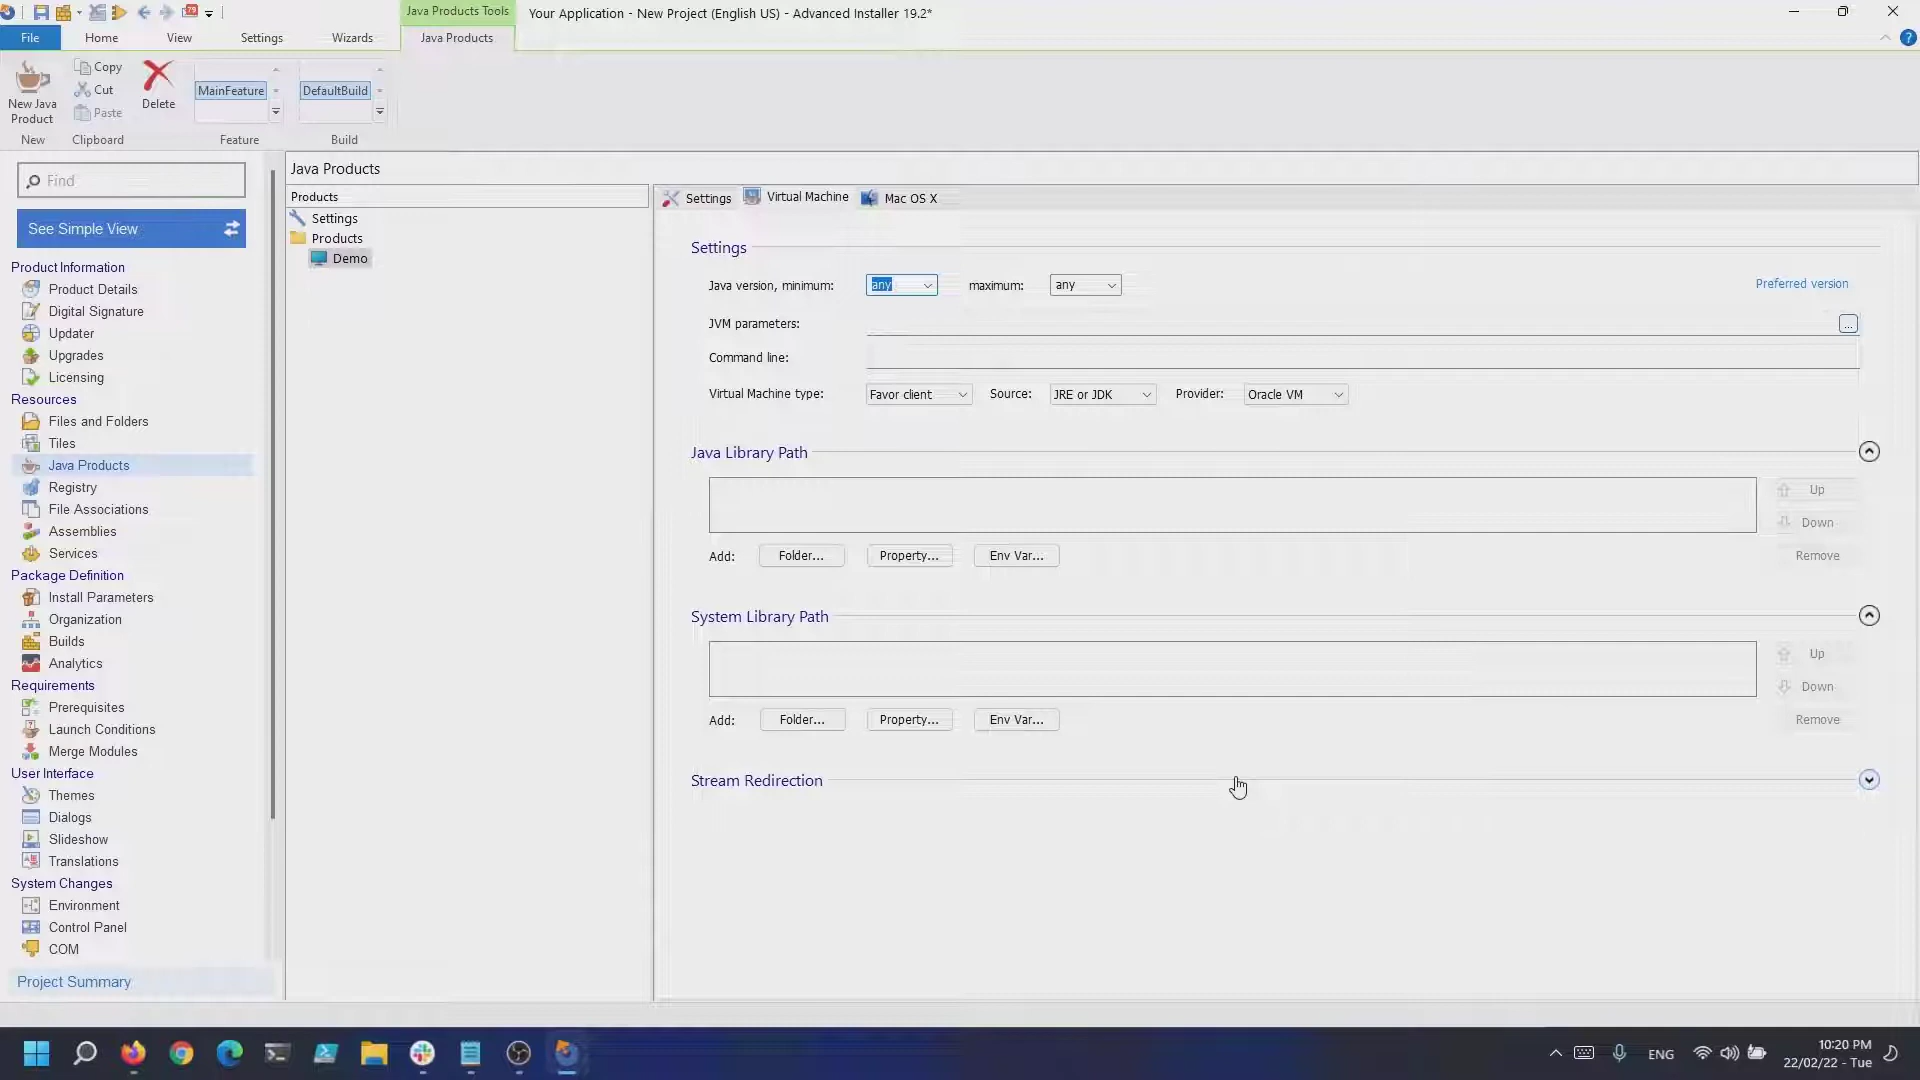 79
Java Products Tools
Your Application - New Project (English US) - Advanced Installer 19.2*
File
Home
View
Settings
Wizards
Java Products
?
New Java
Product
Copy
Cut
Paste
Delete
MainFeature
DefaultBuild
New
Clipboard
Feature
Build
Find
See Simple View
Product Information
Product Details
Digital Signature
Updater
Upgrades
Licensing
Resources
Files and Folders
Tiles
Java Products
Registry
File Associations
Assemblies
Services
Package Definition
Install Parameters
Organization
Builds
Analytics
Requirements
Prerequisites
Launch Conditions
Merge Modules
User Interface
Themes
Dialogs
Slideshow
Translations
System Changes
Environment
Control Panel
COM
Project Summary
Java Products
Products
Settings
Products
Demo
Settings
Virtual Machine
Mac OS X
Settings
Java version, minimum:
any
maximum:
any
Preferred version
JVM parameters:
...
Command line:
Virtual Machine type:
Favor client
Source:
JRE or JDK
Provider:
Oracle VM
Java Library Path
Up
Down
Add:
Folder...
Property...
Env Var...
Remove
System Library Path
Up
Down
Add:
Folder...
Property...
Env Var...
Remove
Stream Redirection
ENG
10:20 PM
22/02/22 - Tue